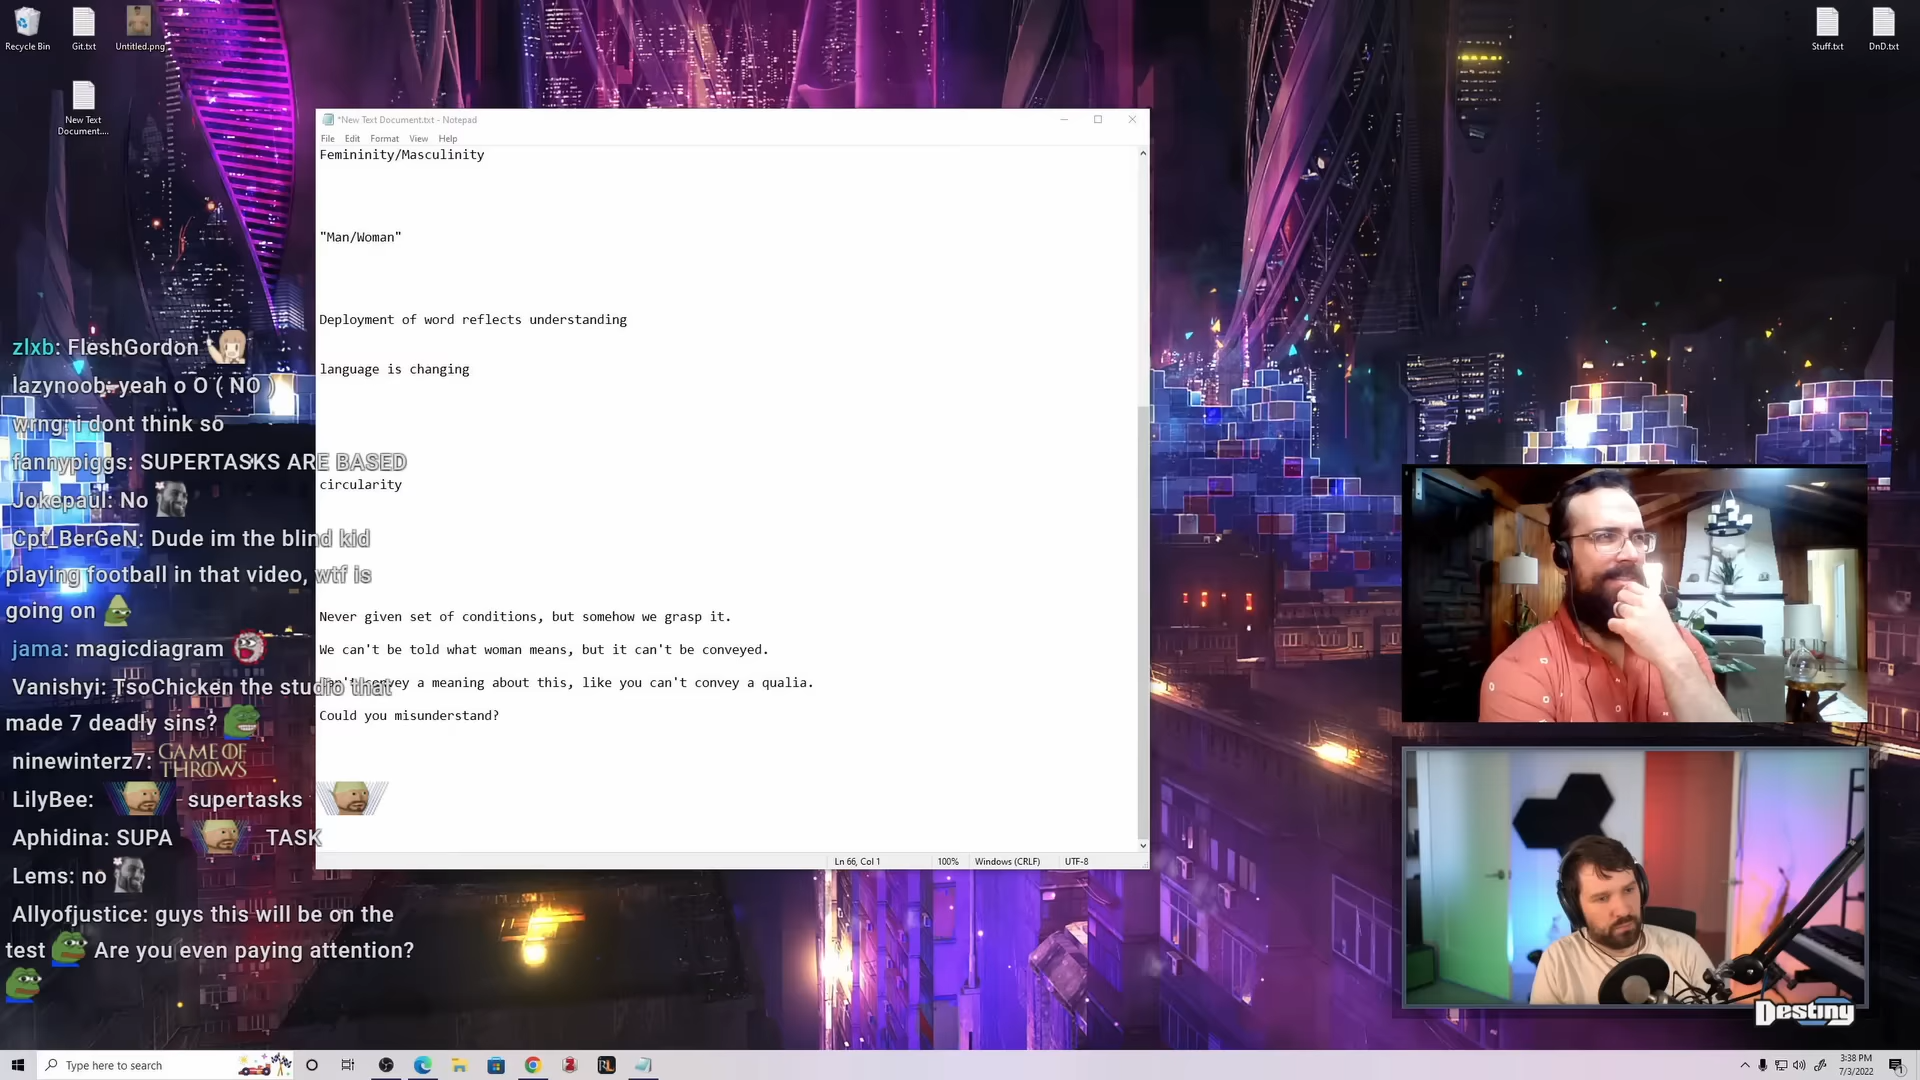 Recycle Bin
Git.txt
Untitled.png
New Text
Document....
Stuff.txt
DnD.txt
*New Text Document.txt - Notepad
File Edit Format View Help
Femininity/Masculinity
"Man/Woman"
Deployment of word reflects understanding
language is changing
circularity
Never given set of conditions, but somehow we grasp it.
We can't be told what woman means, but it can't be conveyed.
convey a meaning about this, like you can't convey a qualia.
Could you misunderstand?
Ln 66, Col 1
100%
Windows (CRLF)
UTF-8
zlxb: FleshGordon
lazynoob: yeah o O ( NO )
wrng: i dont think so
fannypiggs: SUPERTASKS ARE BASED
Jokepaul: No
Cpt_BerGeN: Dude im the blind kid
playing football in that video, wtf is
going on
jama: magicdiagram
Vanishyi: TsoChicken the studio that
made 7 deadly sins?
ninewinterz7: GAME OF
THROWS
LilyBee: supertasks
Aphidina: SUPA TASK
Lems: no
Allyofjustice: guys this will be on the
test Are you even paying attention?
Destiny
Type here to search
3:38 PM
7/3/2022